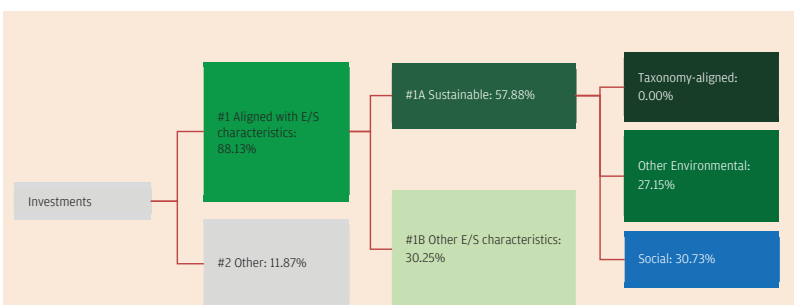 Investments
#1 Aligned with E/S
characteristics:
88.13%
#2 Other: 11.87%
#1A Sustainable: 57.88%
#1B Other E/S characteristics:
30.25%
Taxonomy-aligned:
0.00%
Other Environmental:
27.15%
Social: 30.73%